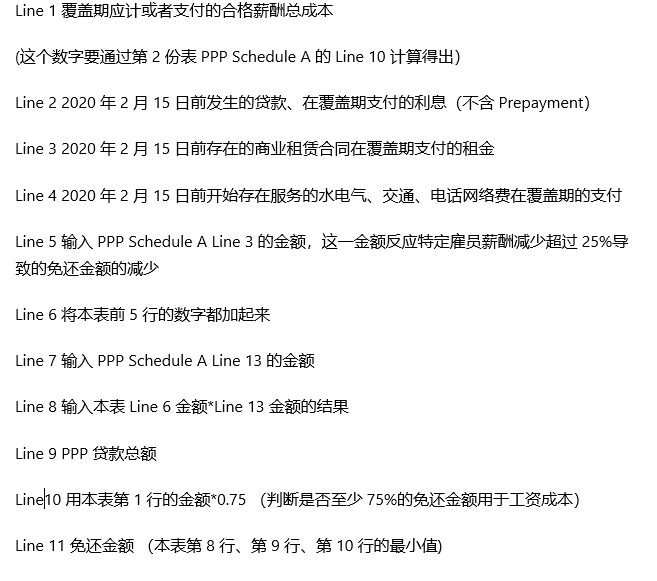 Line 1 覆盖期应计或者支付的合格薪酬总成本
(这个数字要通过第 2 份表 PPP Schedule A 的 Line 10 计算得出)
Line 2 2020 年 2 月 15 日前发生的贷款、在覆盖期支付的利息（不含 Prepayment）
Line 3 2020 年 2 月 15 日前存在的商业租赁合同在覆盖期支付的租金
Line 4 2020 年 2 月 15 日前开始存在服务的水电气、交通、电话网络费在覆盖期的支付
Line 5 输入 PPP Schedule A Line 3 的金额，这一金额反应特定雇员薪酬减少超过 25%导
致的免还金额的减少
Line 6 将本表前 5 行的数字都加起来
Line 7 输入 PPP Schedule A Line 13 的金额
Line 8 输入本表 Line 6 金额*Line 13 金额的结果
Line 9 PPP 贷款总额
Line10 用本表第 1 行的金额*0.75 （判断是否至少 75%的免还金额用于工资成本）
Line 11 免还金额 （本表第 8 行、第 9 行、第 10 行的最小值)